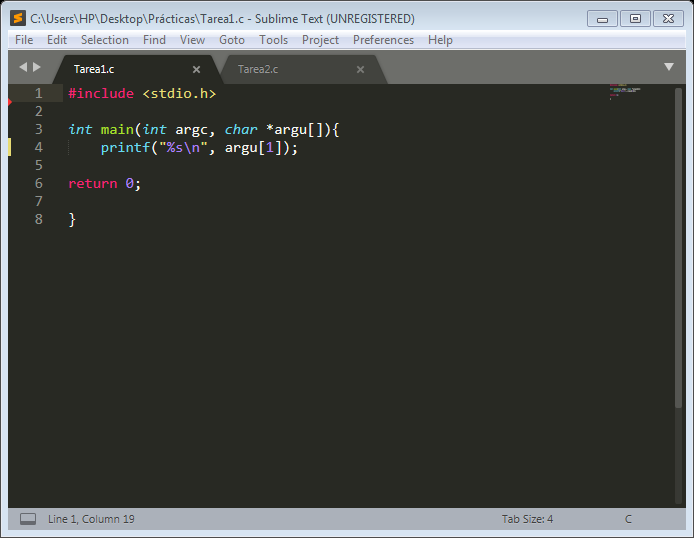 C:\Users\HP\Desktop\Prácticas\Tarea1.c - Sublime Text (UNREGISTERED)
File Edit Selection Find View Goto Tools Project Preferences Help
Tarea1.c Tarea2.c
1 #include <stdio.h>
2
3 int main(int argc, char *argu[]){
4 printf("%s\n", argu[1]);
5
6 return 0;
7
8 }
Line 1, Column 19 Tab Size: 4 C